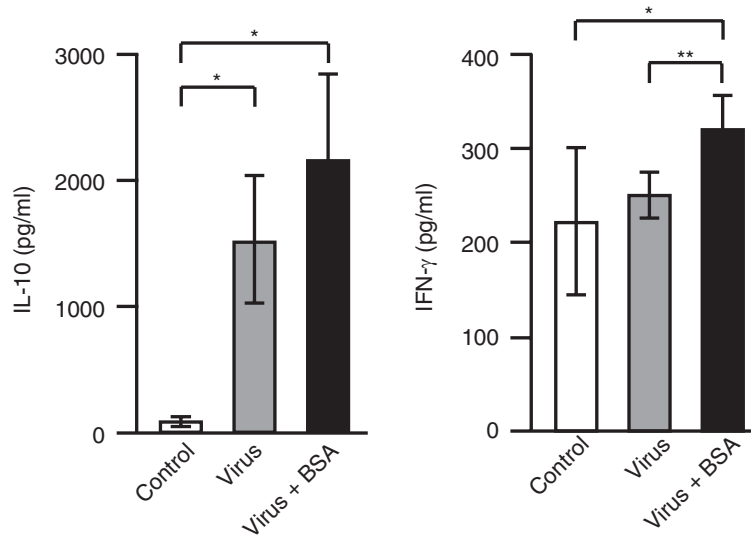 *
*
3000
2000
1000
0
IL-10 (pg/ml)
Control
Virus
Virus + BSA
*
**
400
300
200
100
0
IFN-γ (pg/ml)
Control
Virus
Virus + BSA